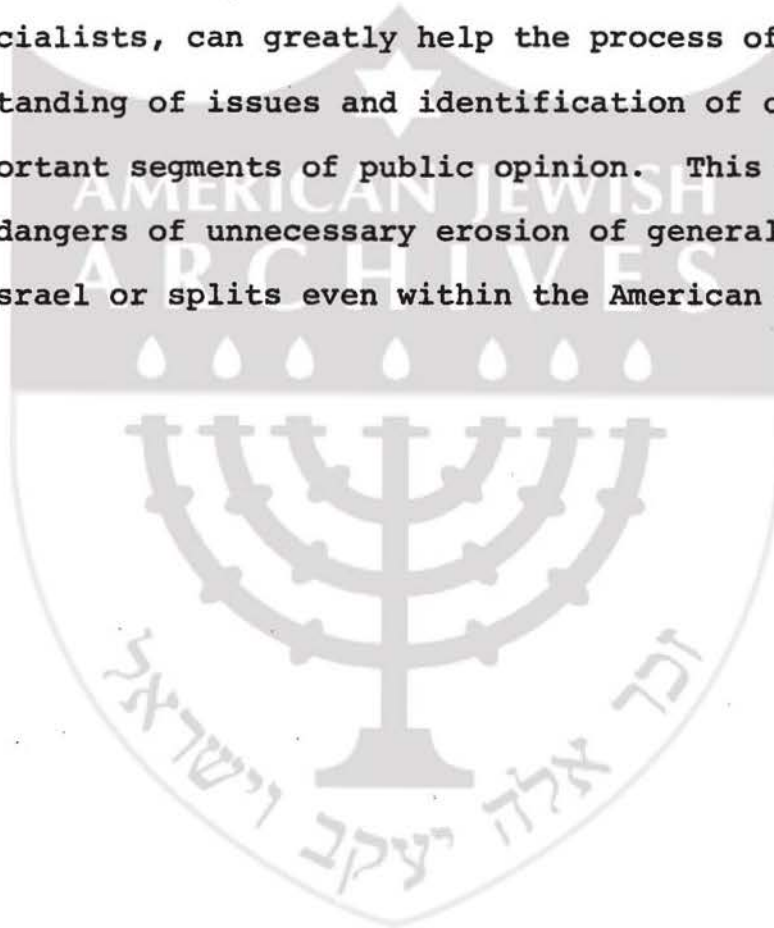 cialists, can greatly help the process of
tanding of issues and identification of c
ortant segments of public opinion. This
dangers of unnecessary erosion of general
srael or splits even within the American
AMERICAN JEWISH
ARCHIVES
זכר אלה יעקב וישראל